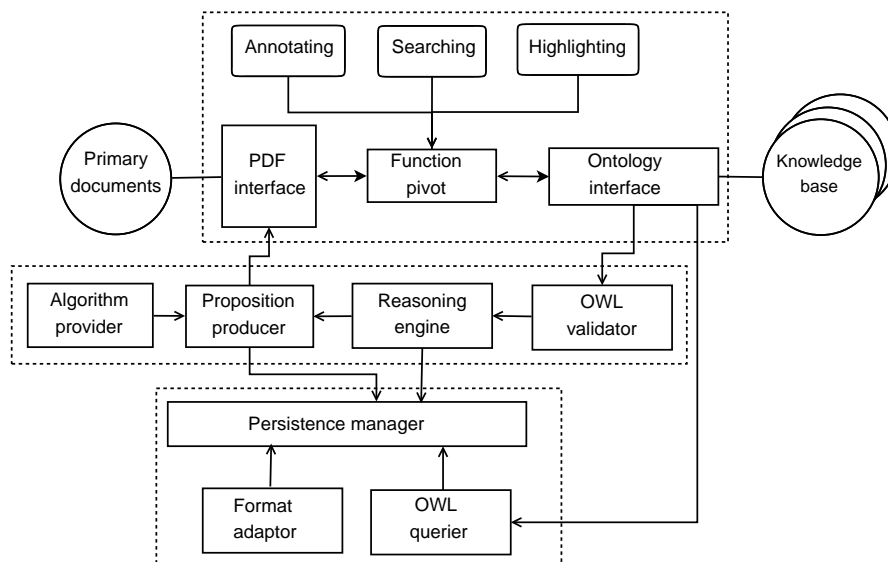 Annotating
Searching
Highlighting
Primary
documents
PDF
interface
Function
pivot
Ontology
interface
Knowledge
base
Algorithm
provider
Proposition
producer
Reasoning
engine
OWL
validator
Persistence manager
Format
adaptor
OWL
querier